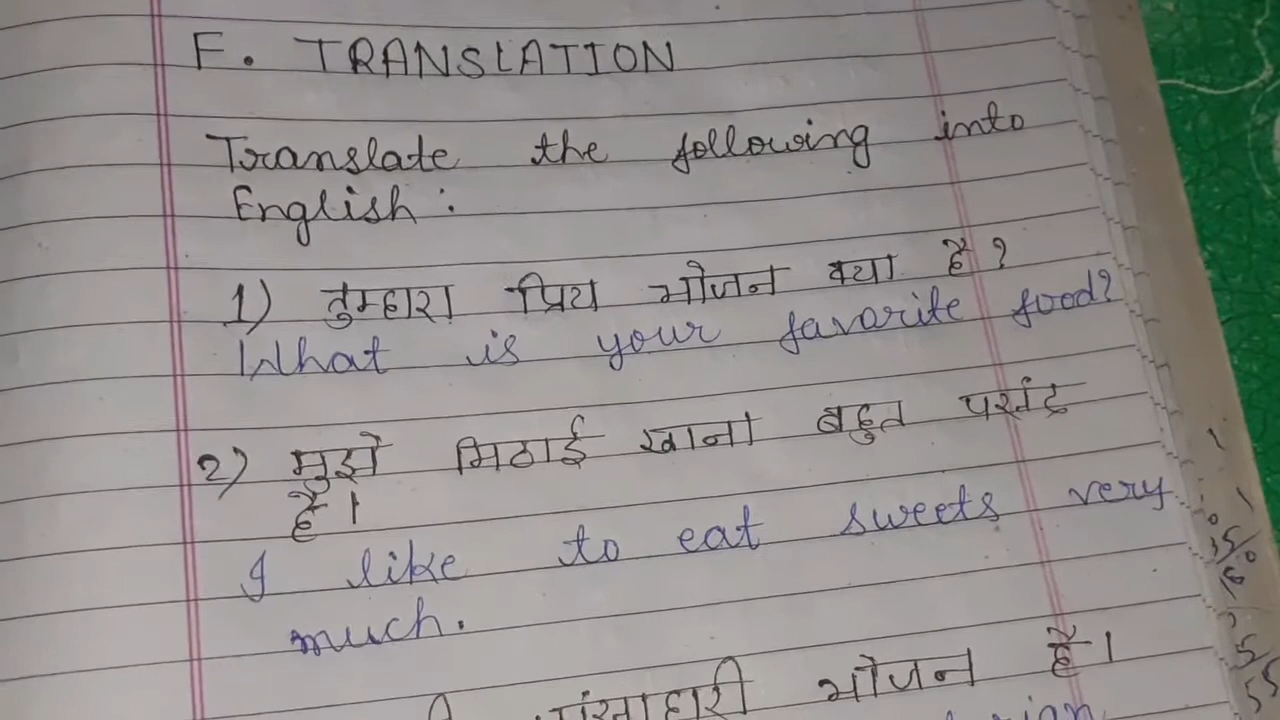 F. TRANSLATION
Translate the following into
English :
1) तुम्हारा प्रिय भोजन क्या है ?
What is your favorite food?
2) मुझे मिठाई खाना बहुत पसंद
है ।
I like to eat sweets very
much.
भोजन है ।